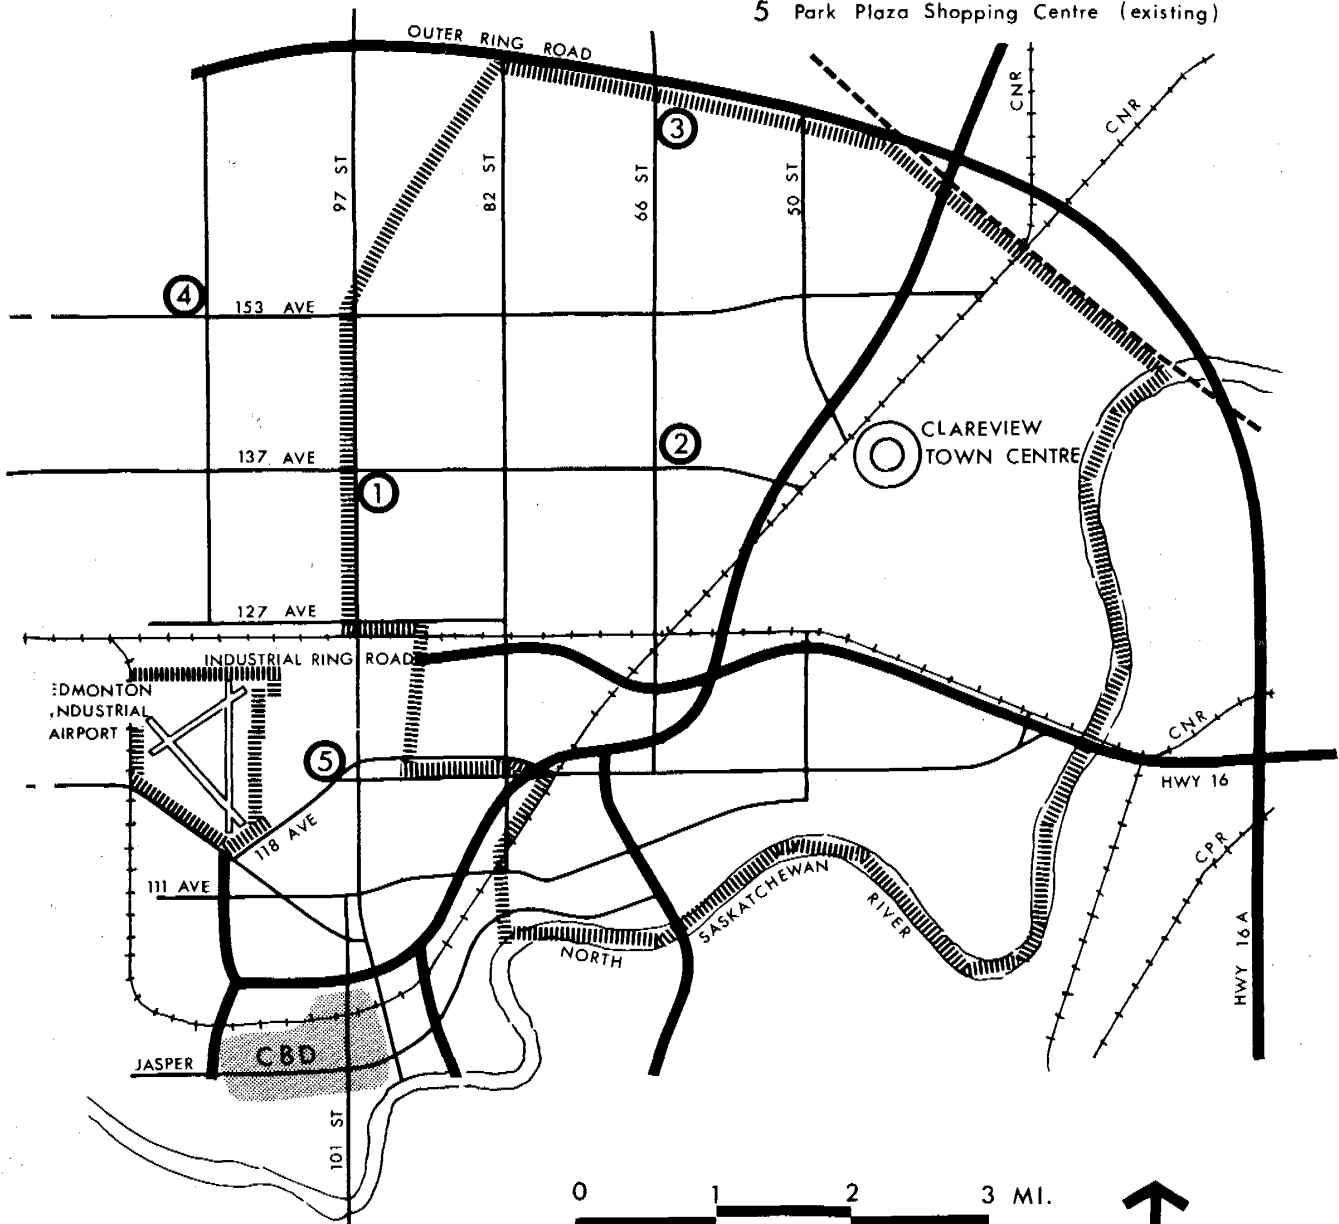 5 Park Plaza Shopping Centre (existing)
OUTER RING ROAD
CNR
CNR
3
97 ST
82 ST
66 ST
50 ST
4
153 AVE
CLAREVIEW
TOWN CENTRE
2
137 AVE
1
127 AVE
INDUSTRIAL RING ROAD
EDMONTON
INDUSTRIAL
AIRPORT
5
CNR
HWY 16
118 AVE
CPR
111 AVE
NORTH SASKATCHEWAN RIVER
HWY 16A
CBD
JASPER
101 ST
0 1 2 3 MI.